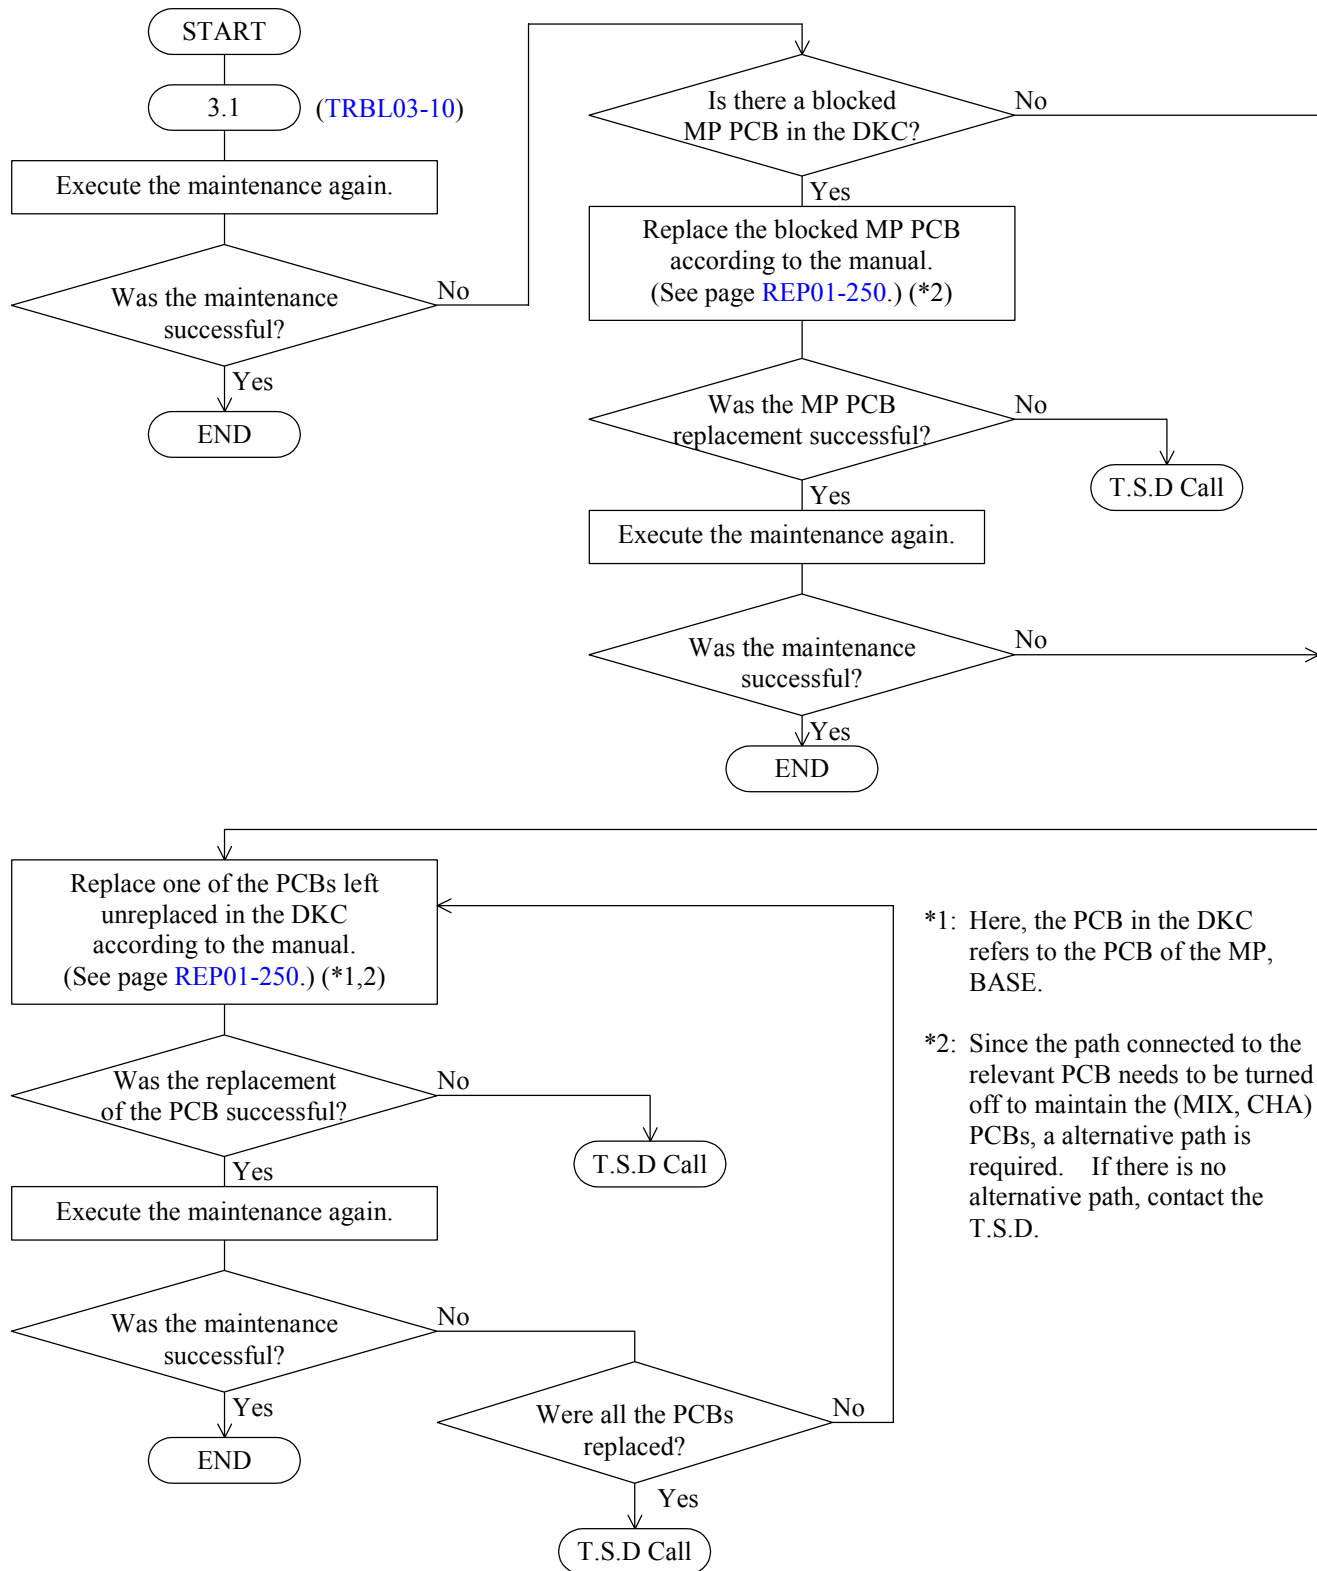 START
3.1
(TRBL03-10)
Execute the maintenance again.
Was the maintenance
successful?
No
Yes
END
Is there a blocked
MP PCB in the DKC?
No
Yes
Replace the blocked MP PCB
according to the manual.
(See page REP01-250.) (*2)
Was the MP PCB
replacement successful?
No
T.S.D Call
Yes
Execute the maintenance again.
Was the maintenance
successful?
No
Yes
END
Replace one of the PCBs left
unreplaced in the DKC
according to the manual.
(See page REP01-250.) (*1,2)
Was the replacement
of the PCB successful?
No
T.S.D Call
Yes
Execute the maintenance again.
Was the maintenance
successful?
No
Yes
END
Were all the PCBs
replaced?
No
Yes
T.S.D Call
*1: Here, the PCB in the DKC
refers to the PCB of the MP,
BASE.
*2: Since the path connected to the
relevant PCB needs to be turned
off to maintain the (MIX, CHA)
PCBs, a alternative path is
required. If there is no
alternative path, contact the
T.S.D.